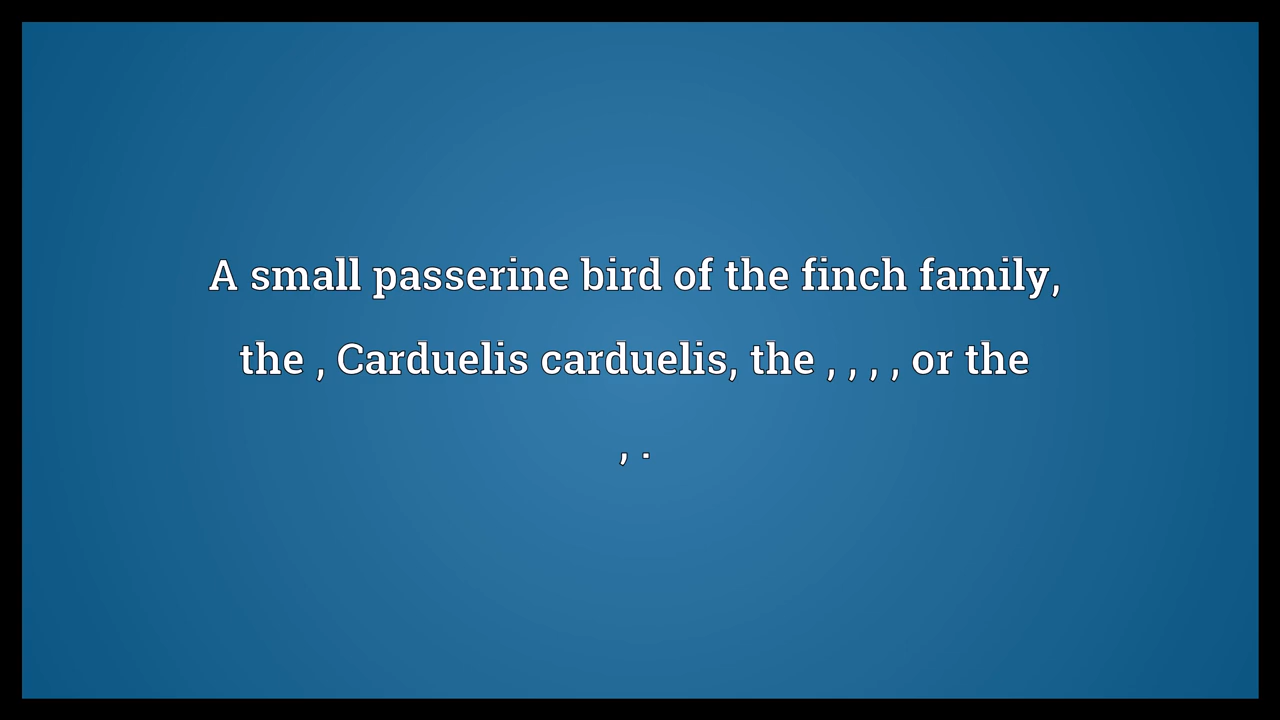 A small passerine bird of the finch family,
the , Carduelis carduelis, the , , , , or the
, .